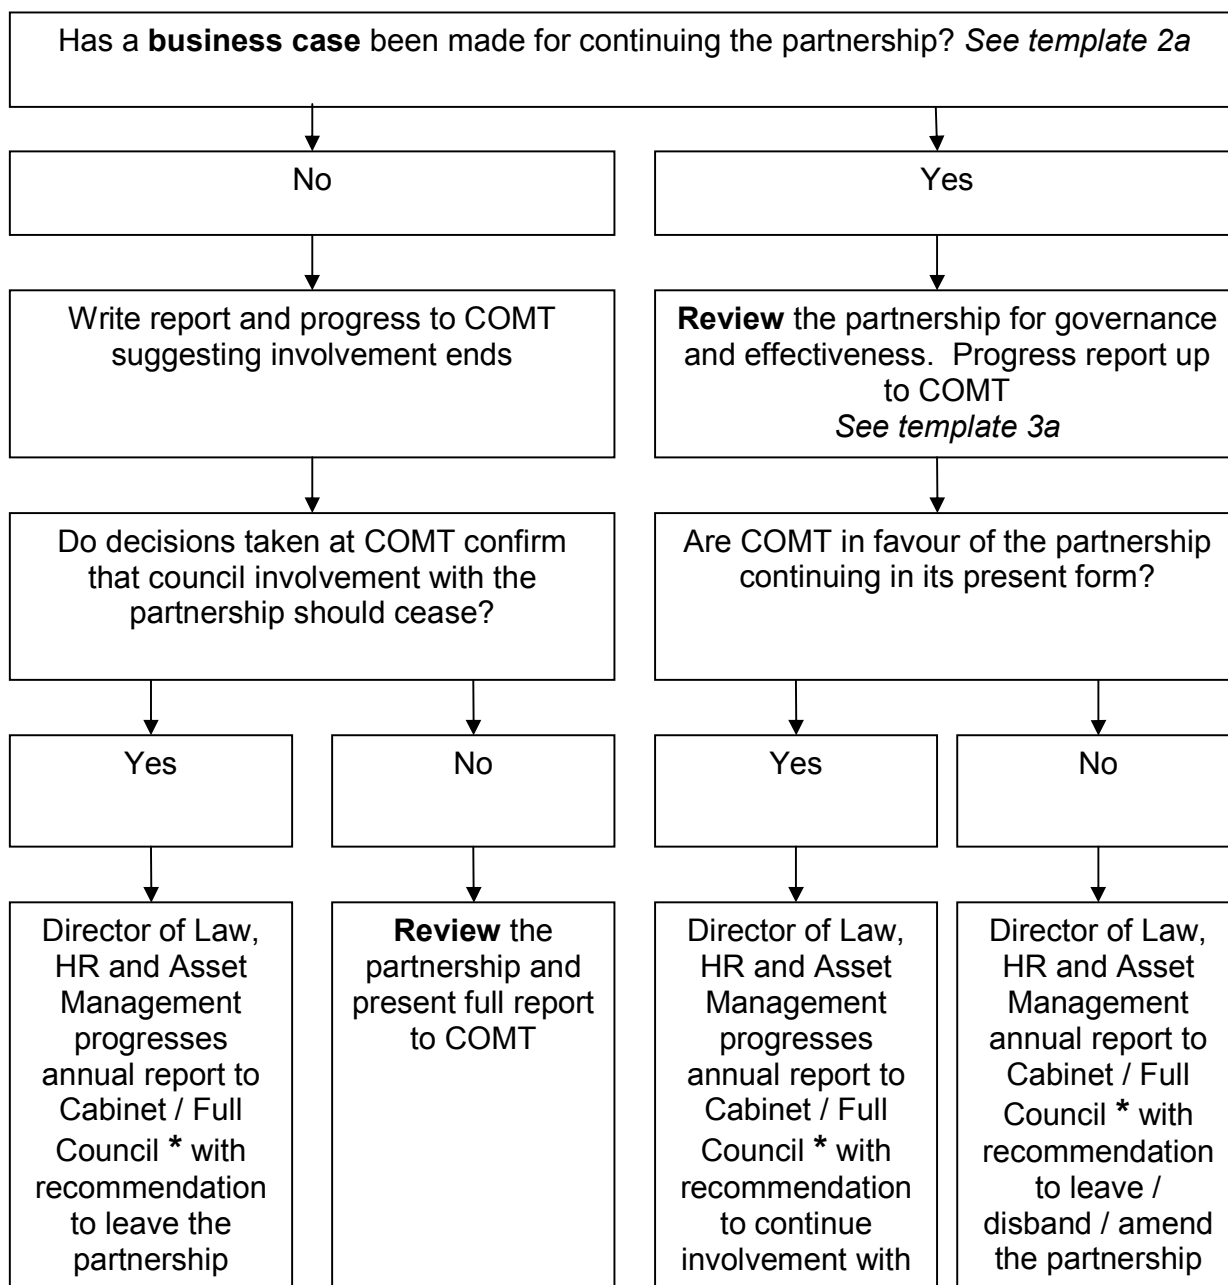 Has a business case been made for continuing the partnership? See template 2a
No
Yes
Write report and progress to COMT
suggesting involvement ends
Review the partnership for governance
and effectiveness.  Progress report up
to COMT
See template 3a
Do decisions taken at COMT confirm
that council involvement with the
partnership should cease?
Are COMT in favour of the partnership
continuing in its present form?
Yes
No
Yes
No
Director of Law,
HR and Asset
Management
progresses
annual report to
Cabinet / Full
Council * with
recommendation
to leave the
partnership
Review the
partnership and
present full report
to COMT
Director of Law,
HR and Asset
Management
progresses
annual report to
Cabinet / Full
Council * with
recommendation
to continue
involvement with
Director of Law,
HR and Asset
Management
annual report to
Cabinet / Full
Council * with
recommendation
to leave /
disband / amend
the partnership